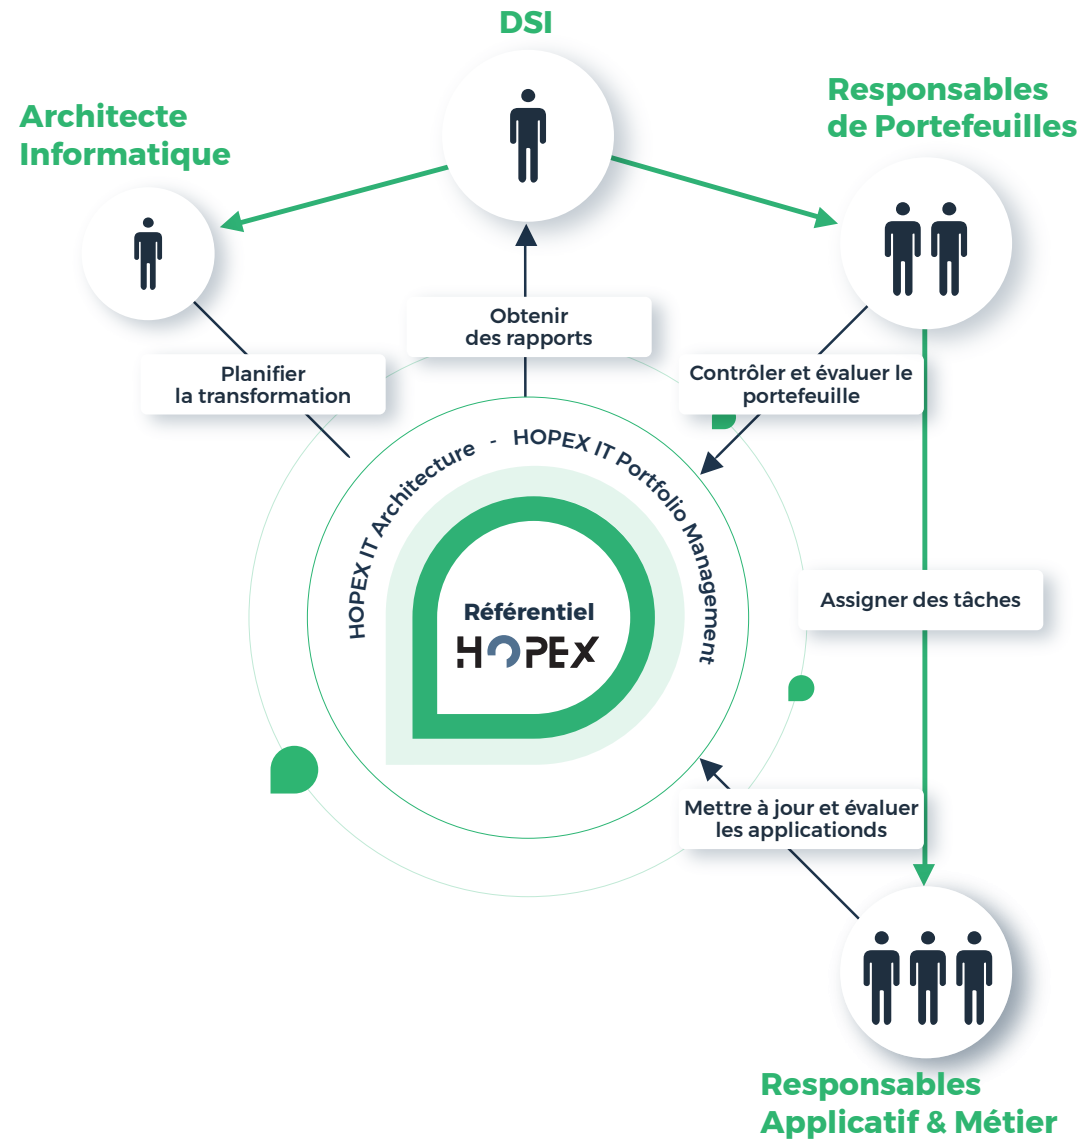 DSI
Architecte
Informatique
Responsables
de Portefeuilles
Obtenir
des rapports
Planifier
la transformation
Contrôler et évaluer le
portefeuille
HOPEX IT Architecture - HOPEX IT Portfolio Management
Référentiel
HOPEX
Assigner des tâches
Mettre à jour et évaluer
les applicationds
Responsables
Applicatif & Métier